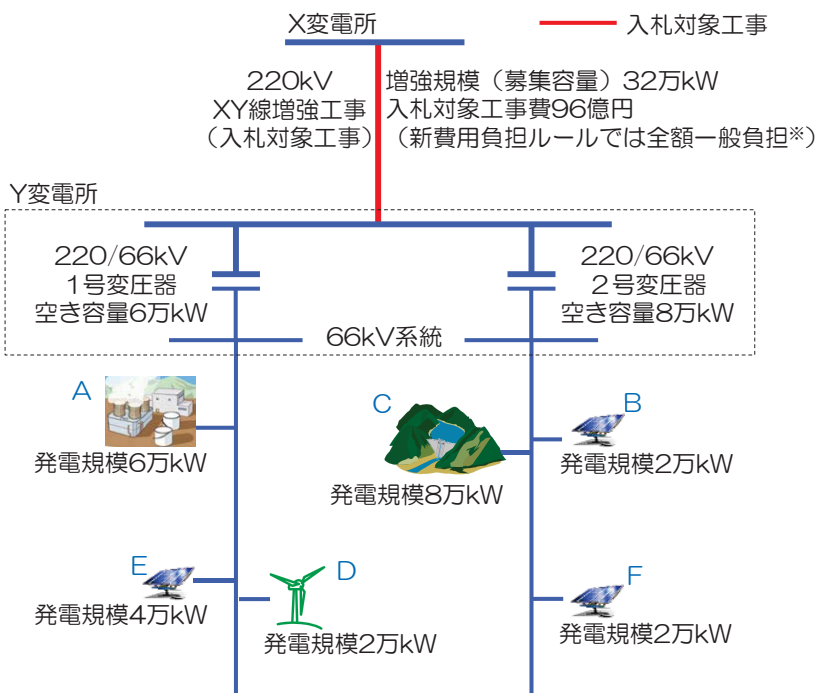 X変電所
入札対象工事
220kV
XY線増強工事
（入札対象工事）
増強規模（募集容量）32万kW
入札対象工事費96億円
（新費用負担ルールでは全額一般負担※）
Y変電所
220/66kV
1号変圧器
空き容量6万kW
220/66kV
2号変圧器
空き容量8万kW
66kV系統
A
発電規模6万kW
C
発電規模8万kW
B
発電規模2万kW
E
発電規模4万kW
D
発電規模2万kW
F
発電規模2万kW